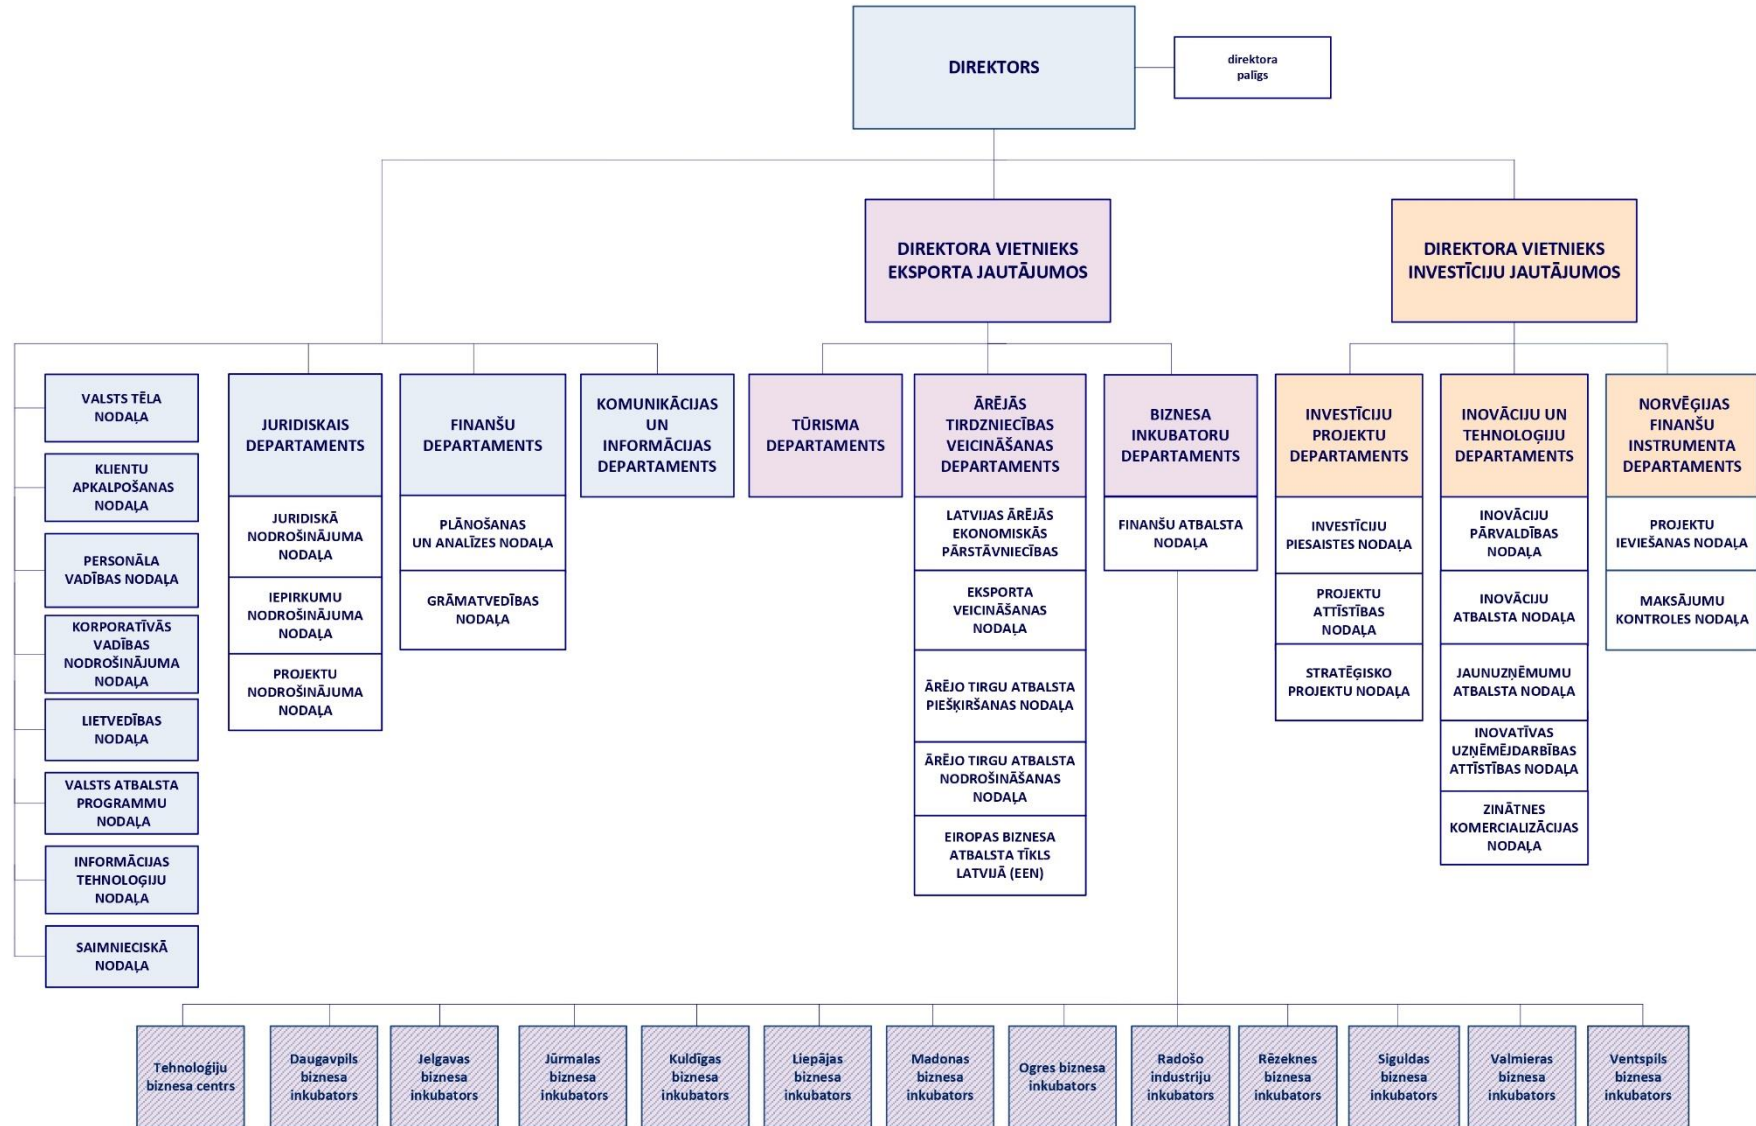 DIREKTORS
direktora
palīgs
DIREKTORA VIETNIEKS
EKSPORTA JAUTĀJUMOS
DIREKTORA VIETNIEKS
INVESTĪCIJU JAUTĀJUMOS
VALSTS TĒLA
NODAĻA
KLIENTU
APKALPOŠANAS
NODAĻA
PERSONĀLA
VADĪBAS NODAĻA
KORPORATĪVĀS
VADĪBAS
NODROŠINĀJUMA
NODAĻA
LIETVEDĪBAS
NODAĻA
VALSTS ATBALSTA
PROGRAMMU
NODAĻA
INFORMĀCIJAS
TEHNOLOĢIJU
NODAĻA
SAIMNIECISKĀ
NODAĻA
JURIDISKAIS
DEPARTAMENTS
JURIDISKĀ
NODROŠINĀJUMA
NODAĻA
IEPIRKUMU
NODROŠINĀJUMA
NODAĻA
PROJEKTU
NODROŠINĀJUMA
NODAĻA
FINANŠU
DEPARTAMENTS
PLĀNOŠANAS
UN ANALĪZES NODAĻA
GRĀMATVEDĪBAS
NODAĻA
KOMUNIKĀCIJAS
UN
INFORMĀCIJAS
DEPARTAMENTS
TŪRISMA
DEPARTAMENTS
ĀRĒJĀS
TIRDZNIECĪBAS
VEICINĀŠANAS
DEPARTAMENTS
LATVIJAS ĀRĒJĀS
EKONOMISKĀS
PĀRSTĀVNIECĪBAS
EKSPORTA
VEICINĀŠANAS
NODAĻA
ĀRĒJO TIRGU ATBALSTA
PIEŠĶIRŠANAS NODAĻA
ĀRĒJO TIRGU ATBALSTA
NODROŠINĀŠANAS
NODAĻA
EIROPAS BIZNESA
ATBALSTA TĪKLS
LATVIJĀ (EEN)
BIZNESA
INKUBATORU
DEPARTAMENTS
FINANŠU ATBALSTA
NODAĻA
INVESTĪCIJU
PROJEKTU
DEPARTAMENTS
INVESTĪCIJU
PIESAISTES NODAĻA
PROJEKTU
ATTĪSTĪBAS
NODAĻA
STRATĒĢISKO
PROJEKTU NODAĻA
INOVĀCIJU UN
TEHNOLOĢIJU
DEPARTAMENTS
INOVĀCIJU
PĀRVALDĪBAS
NODAĻA
INOVĀCIJU
ATBALSTA NODAĻA
JAUNUZŅĒMUMU
ATBALSTA NODAĻA
INOVATĪVAS
UZŅĒMĒJDARBĪBAS
ATTĪSTĪBAS NODAĻA
ZINĀTNES
KOMERCIALIZĀCIJAS
NODAĻA
NORVĒĢIJAS
FINANŠU
INSTRUMENTA
DEPARTAMENTS
PROJEKTU
IEVIEŠANAS NODAĻA
MAKSĀJUMU
KONTROLES NODAĻA
Tehnoloģiju
biznesa centrs
Daugavpils
biznesa
inkubators
Jelgavas
biznesa
inkubators
Jūrmalas
biznesa
inkubators
Kuldīgas
biznesa
inkubators
Liepājas
biznesa
inkubators
Madonas
biznesa
inkubators
Ogres biznesa
inkubators
Radošo
industriju
inkubators
Rēzeknes
biznesa
inkubators
Siguldas
biznesa
inkubators
Valmieras
biznesa
inkubators
Ventspils
biznesa
inkubators